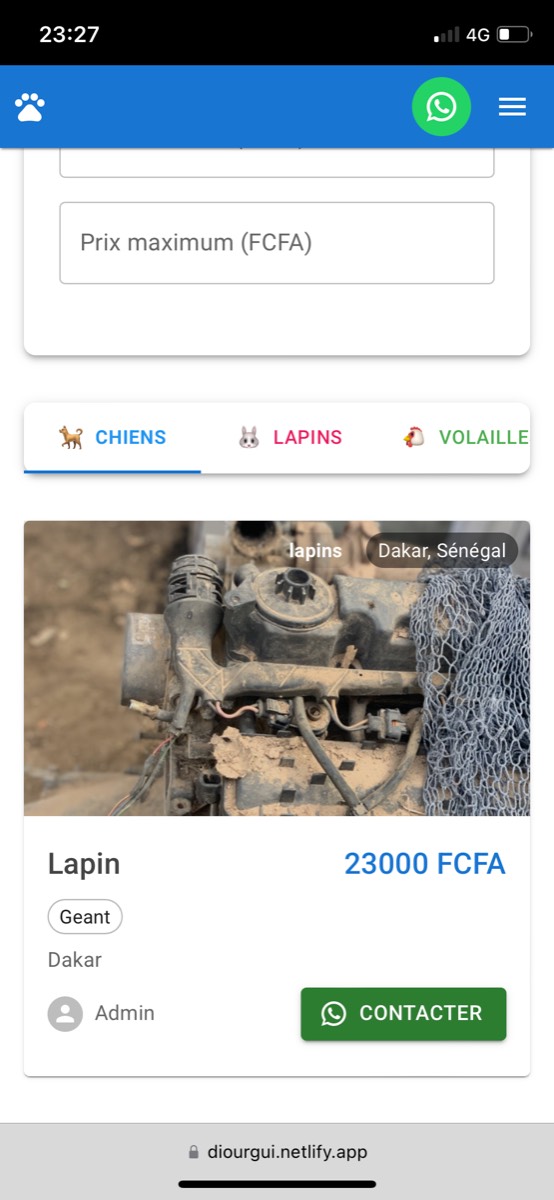 23:27
4G
Prix maximum (FCFA)
CHIENS
LAPINS
VOLAILLE
lapins
Dakar, Sénégal
Lapin
23000 FCFA
Geant
Dakar
Admin
CONTACTER
diourgui.netlify.app